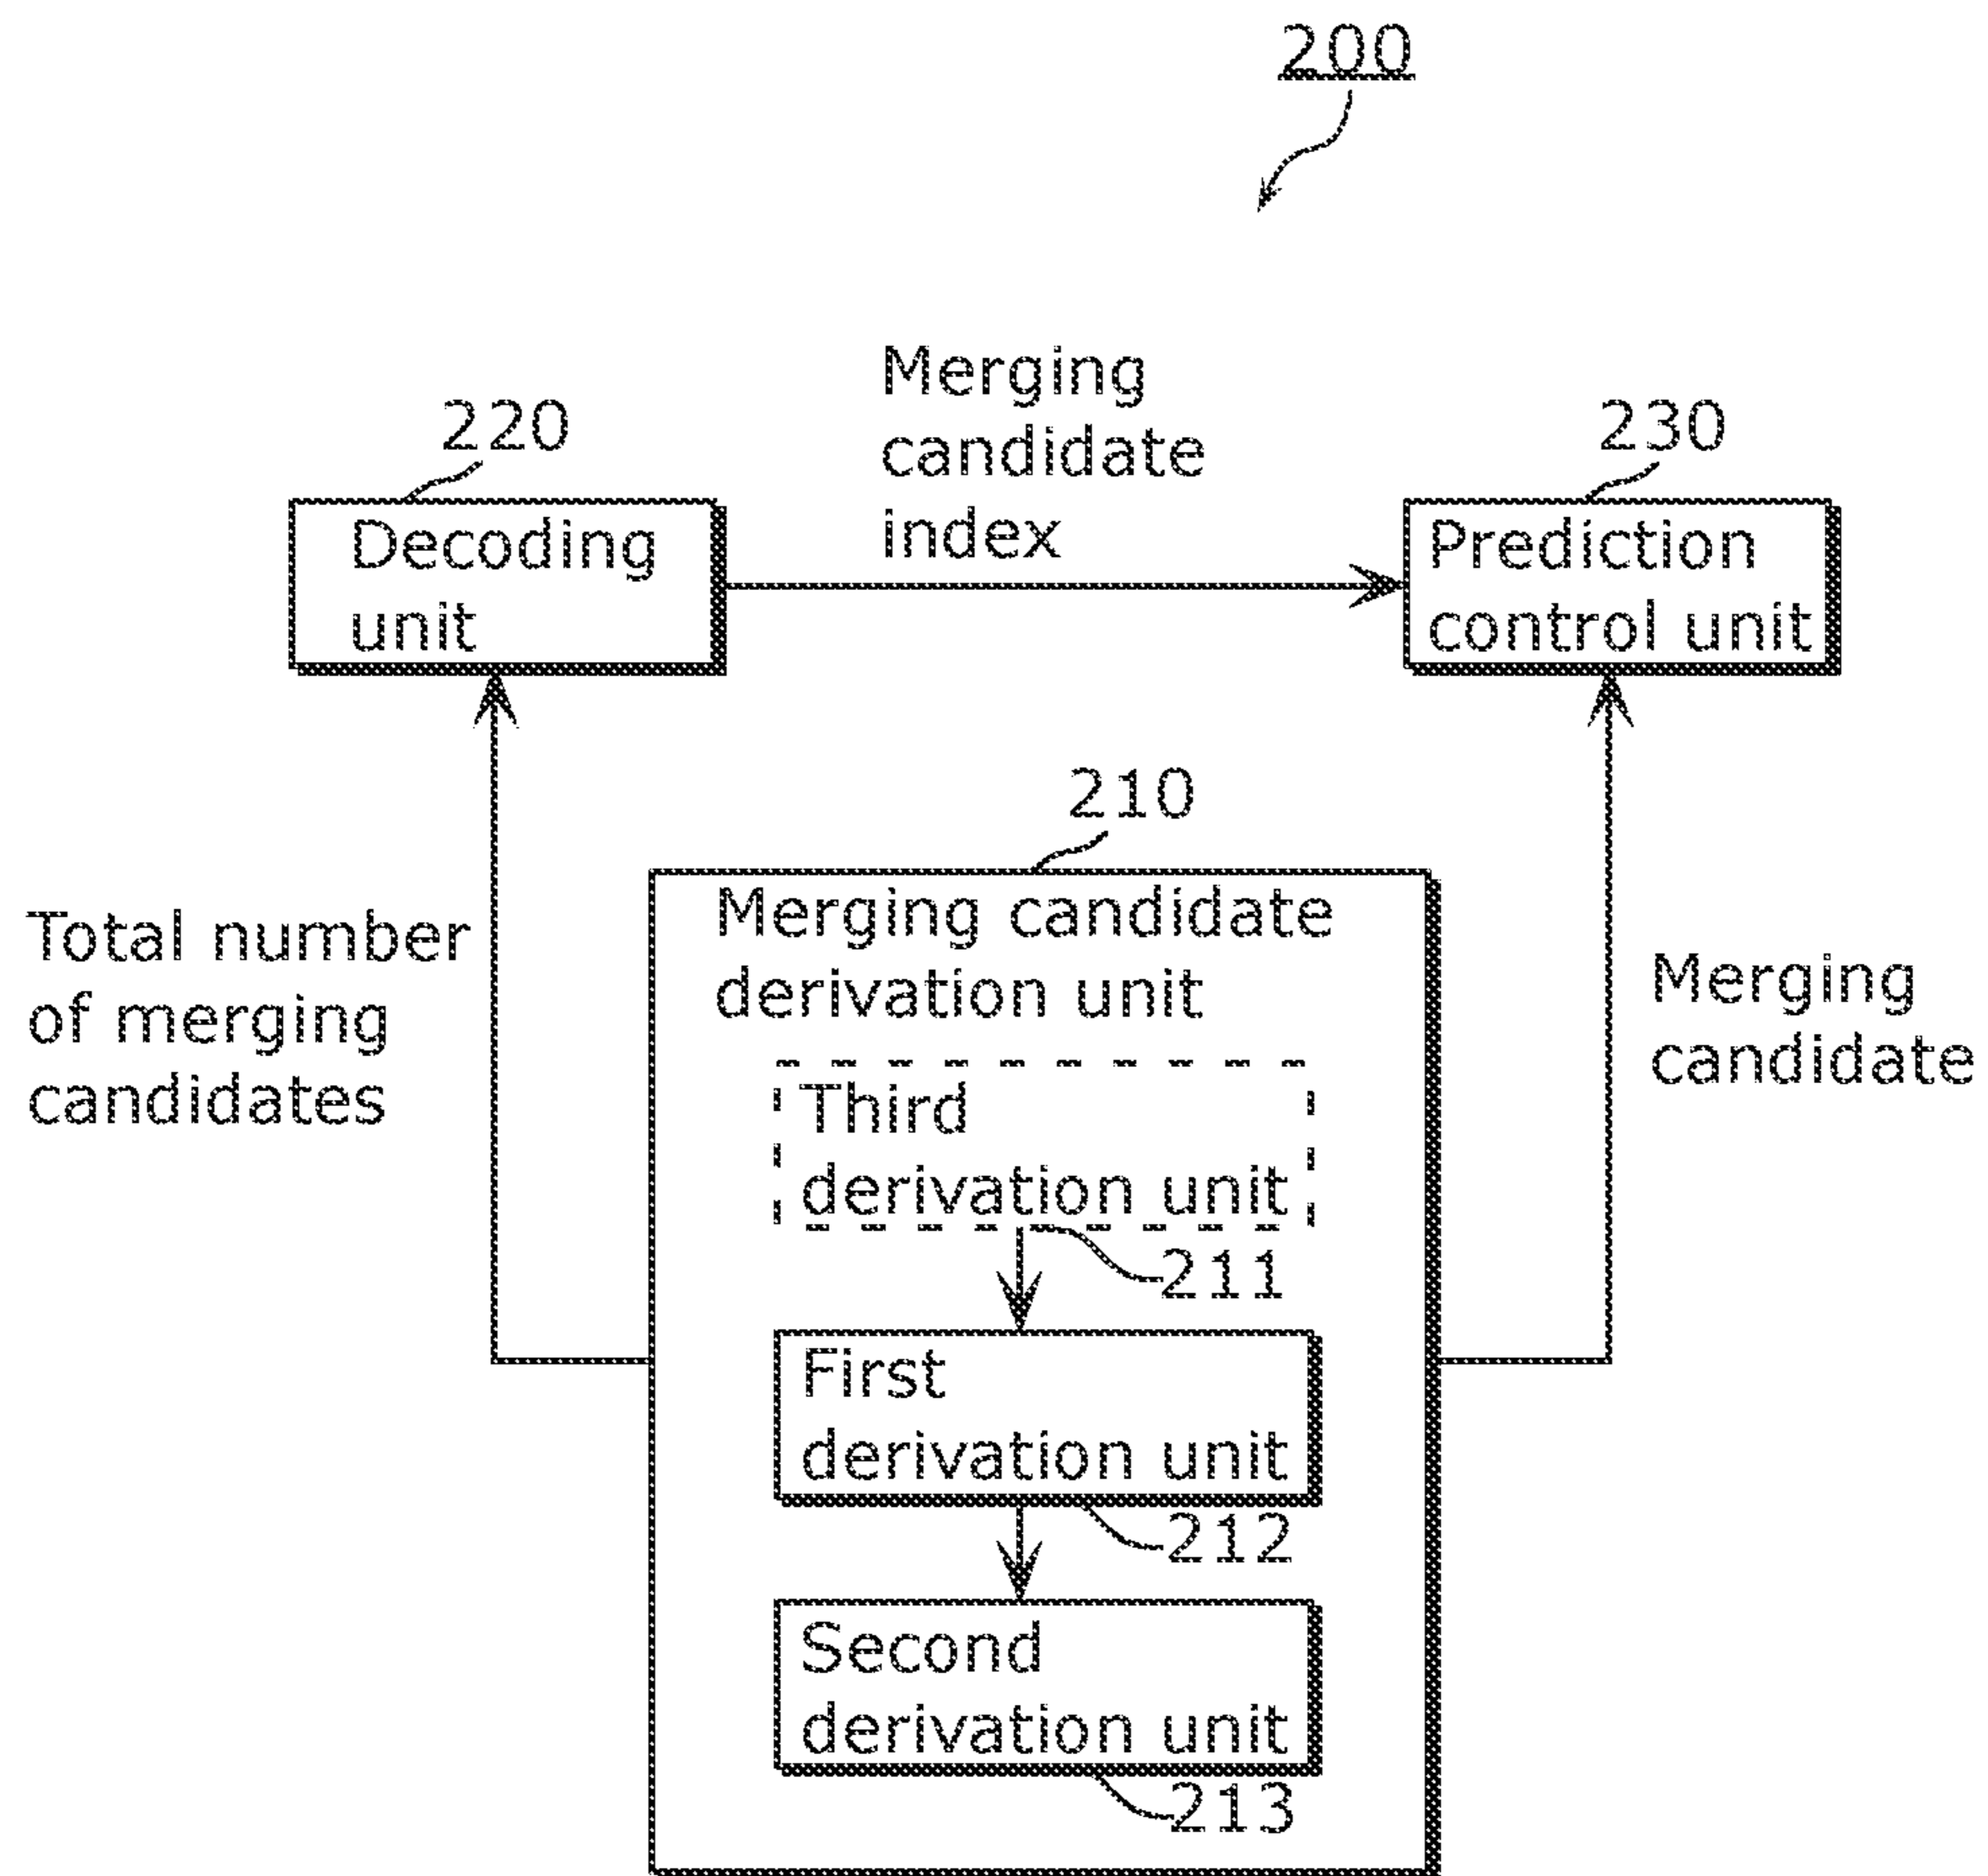 200
Merging
candidate
index
220
230
Decoding
unit
Prediction
control unit
210
Total number
of merging
candidates
Merging candidate
derivation unit
Merging
candidate
Third
derivation unit
211
First
derivation unit
212
Second
derivation unit
213